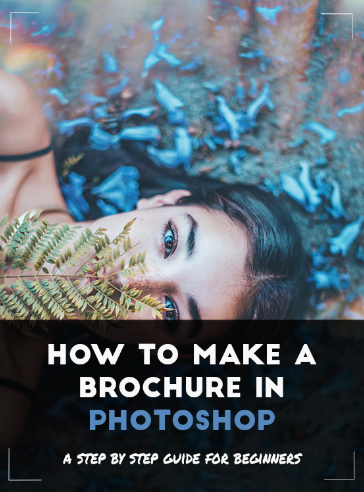 HOW TO MAKE A
BROCHURE IN
PHOTOSHOP
A STEP BY STEP GUIDE FOR BEGINNERS